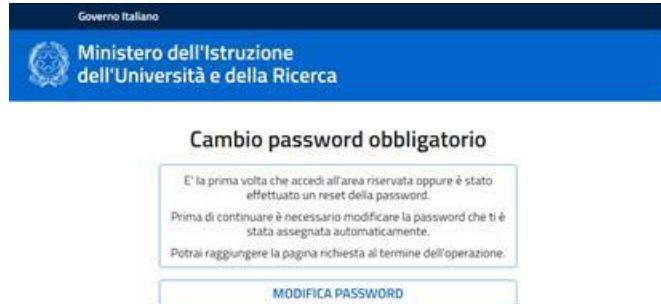 Governo Italiano
Ministero dell'Istruzione
dell'Università e della Ricerca
Cambio password obbligatorio
E' la prima volta che accedi all'area riservata oppure è stato
effettuato un reset della password.
Prima di continuare è necessario modificare la password che ti è
stata assegnata automaticamente.
Potrai raggiungere la pagina richiesta al termine dell'operazione.
MODIFICA PASSWORD